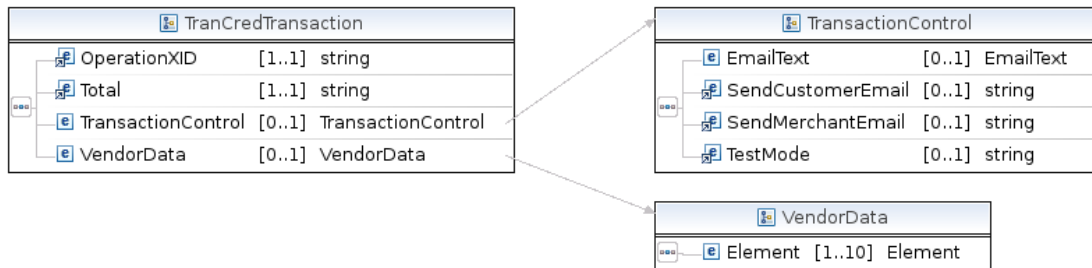 TranCredTransaction
OperationXID [1..1] string
Total [1..1] string
TransactionControl [0..1] TransactionControl
VendorData [0..1] VendorData
TransactionControl
EmailText [0..1] EmailText
SendCustomerEmail [0..1] string
SendMerchantEmail [0..1] string
TestMode [0..1] string
VendorData
Element [1..10] Element